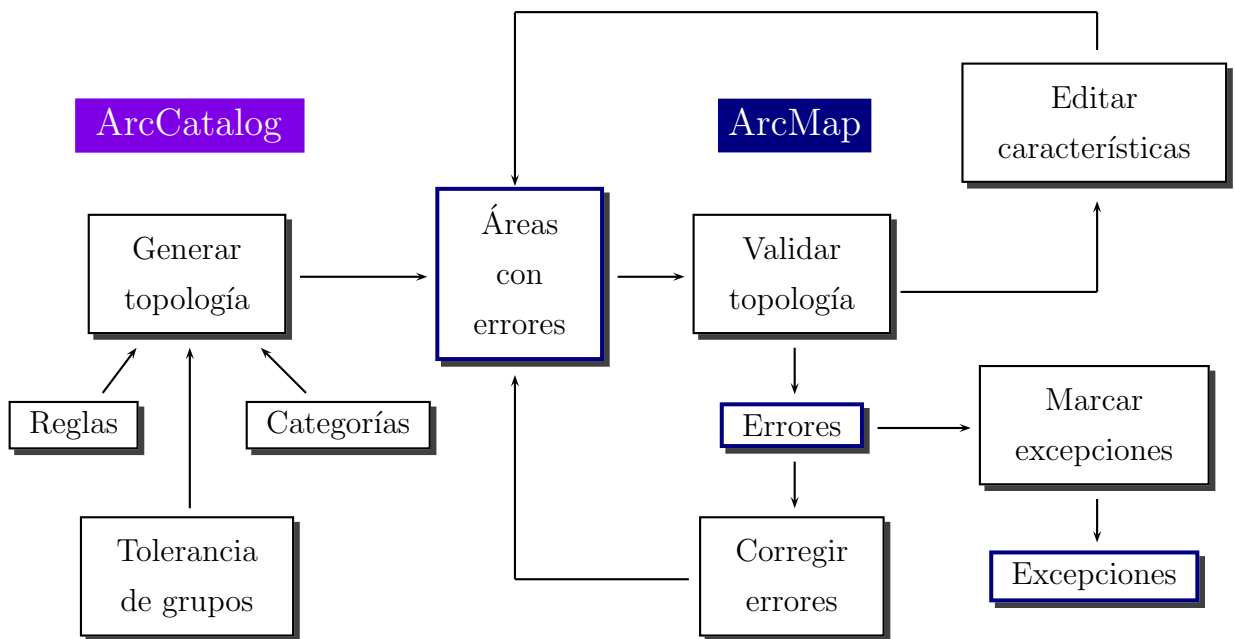 ArcCatalog
ArcMap
Editar
características
Generar
topología
Áreas
con
errores
Validar
topología
Reglas
Categorías
Errores
Marcar
excepciones
Tolerancia
de grupos
Corregir
errores
Excepciones